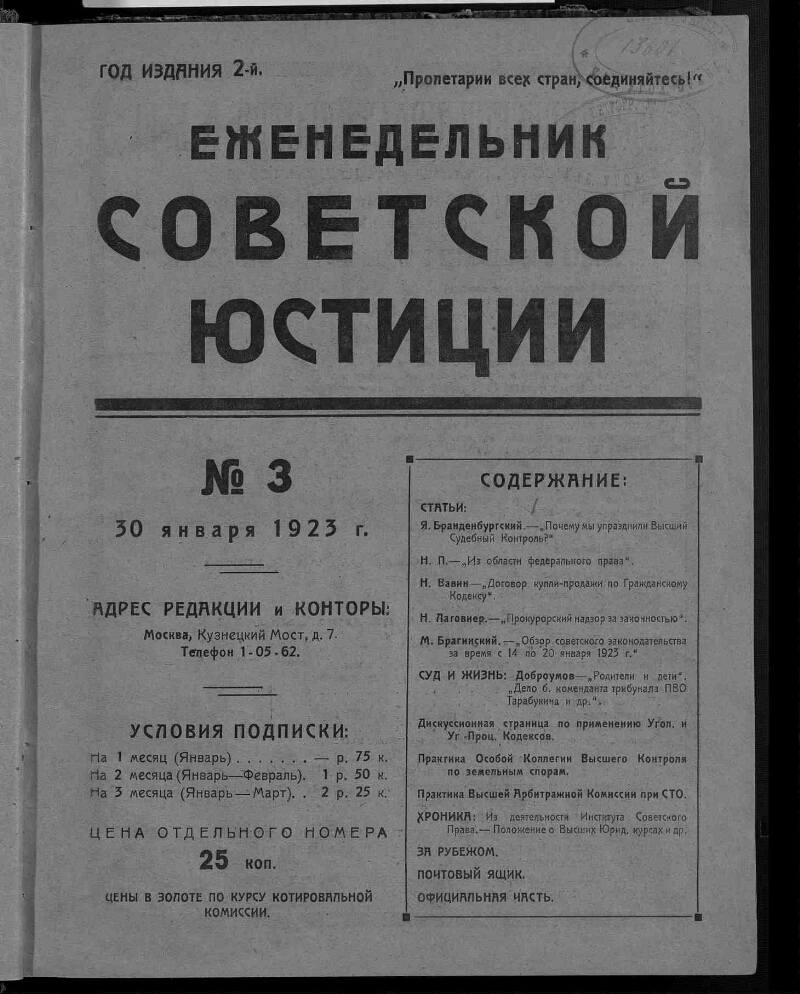 ГОД ИЗДАНИЯ 2-й.
„Пролетарии всех стран, соединяйтесь!“
ЕЖЕНЕДЕЛЬНИК
СОВЕТСКОЙ
ЮСТИЦИИ
№ 3
30 января 1923 г.
АДРЕС РЕДАКЦИИ и КОНТОРЫ:
Москва, Кузнецкий Мост, д. 7.
Телефон 1-05-62.
УСЛОВИЯ ПОДПИСКИ:
На 1 месяц (Январь) . . . . . . . — р. 75 к.
На 2 месяца (Январь—Февраль). 1 р. 50 к.
На 3 месяца (Январь—Март). . 2 р. 25 к.
ЦЕНА ОТДЕЛЬНОГО НОМЕРА
25 коп.
ЦЕНЫ В ЗОЛОТЕ ПО КУРСУ КОТИРОВАЛЬНОЙ
КОМИССИИ.
СОДЕРЖАНИЕ:
СТАТЬИ:
Я. Бранденбургский.—„Почему мы упразднили Высший
Судебный Контроль?“
Н. П.—„Из области федерального права“.
Н. Вавин—„Договор купли-продажи по Гражданскому
Кодексу“.
Н. Лаговиер.—„Прокурорский надзор за законностью“.
М. Брагинский.—„Обзор советского законодательства
за время с 14 по 20 января 1923 г.“
СУД И ЖИЗНЬ: Доброумов—„Родители и дети“.
„Дело б. коменданта трибунала ПВО
Тарабукина и др.“.
Дискуссионная страница по применению Угол. и
Уг.-Проц. Кодексов.
Практика Особой Коллегии Высшего Контроля
по земельным спорам.
Практика Высшей Арбитражной Комиссии при СТО.
ХРОНИКА: Из деятельности Института Советского
Права.— Положение о Высших Юрид. курсах и др.
ЗА РУБЕЖОМ.
ПОЧТОВЫЙ ЯЩИК.
ОФИЦИАЛЬНАЯ ЧАСТЬ.